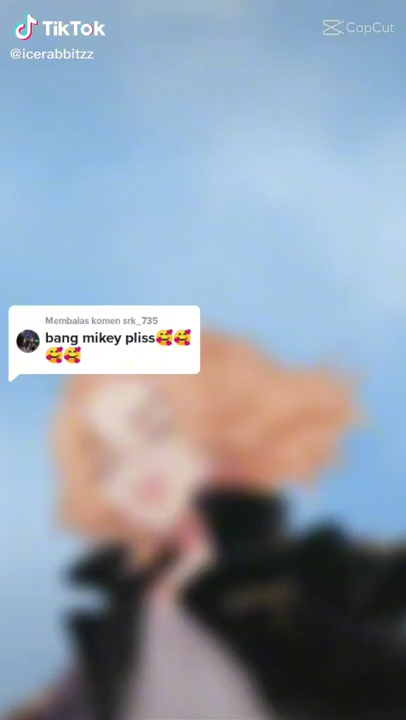 TikTok
CapCut
@icerabbitzz
Membalas komen srk_735
bang mikey pliss🥰🥰
🥰🥰